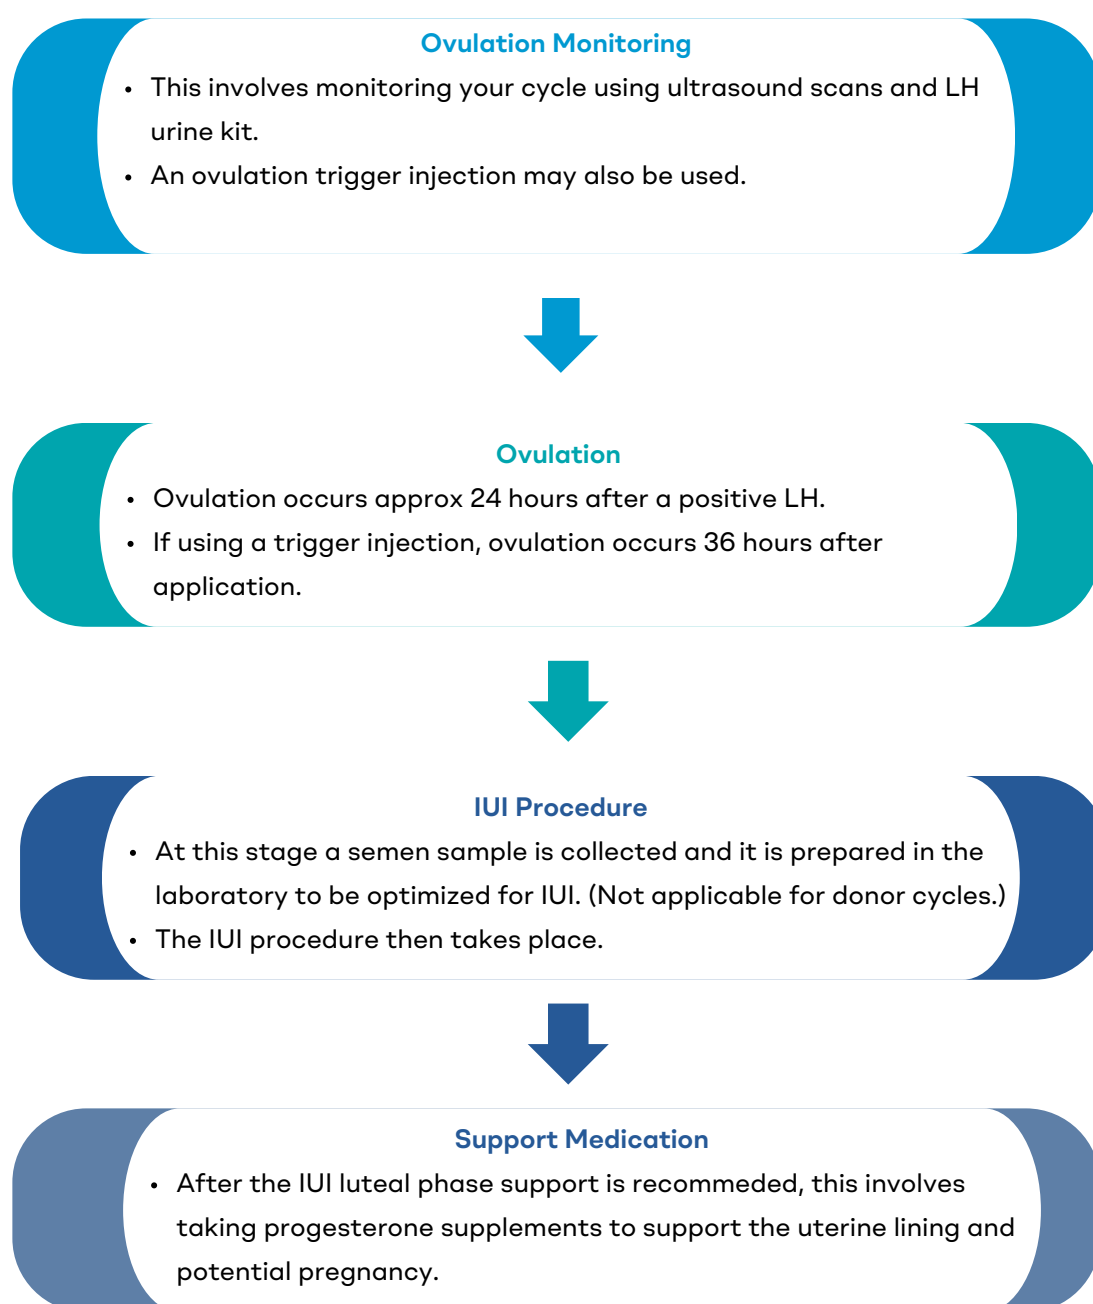 Ovulation Monitoring
• This involves monitoring your cycle using ultrasound scans and LH
urine kit.
• An ovulation trigger injection may also be used.
Ovulation
• Ovulation occurs approx 24 hours after a positive LH.
• If using a trigger injection, ovulation occurs 36 hours after
application.
IUI Procedure
• At this stage a semen sample is collected and it is prepared in the
laboratory to be optimized for IUI. (Not applicable for donor cycles.)
• The IUI procedure then takes place.
Support Medication
• After the IUI luteal phase support is recommeded, this involves
taking progesterone supplements to support the uterine lining and
potential pregnancy.